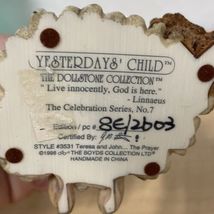 YESTERDAYS' CHILD™
THE DOLLSTONE COLLECTION™
"Live innocently, God is here."
- Linnaeus
The Celebration Series, No.7
Edition / pc # 8E/2603
Certified By:
STYLE #3531 Teresa and John.... The Prayer
©1998 THE BOYDS COLLECTION LTD®
HANDMADE IN CHINA